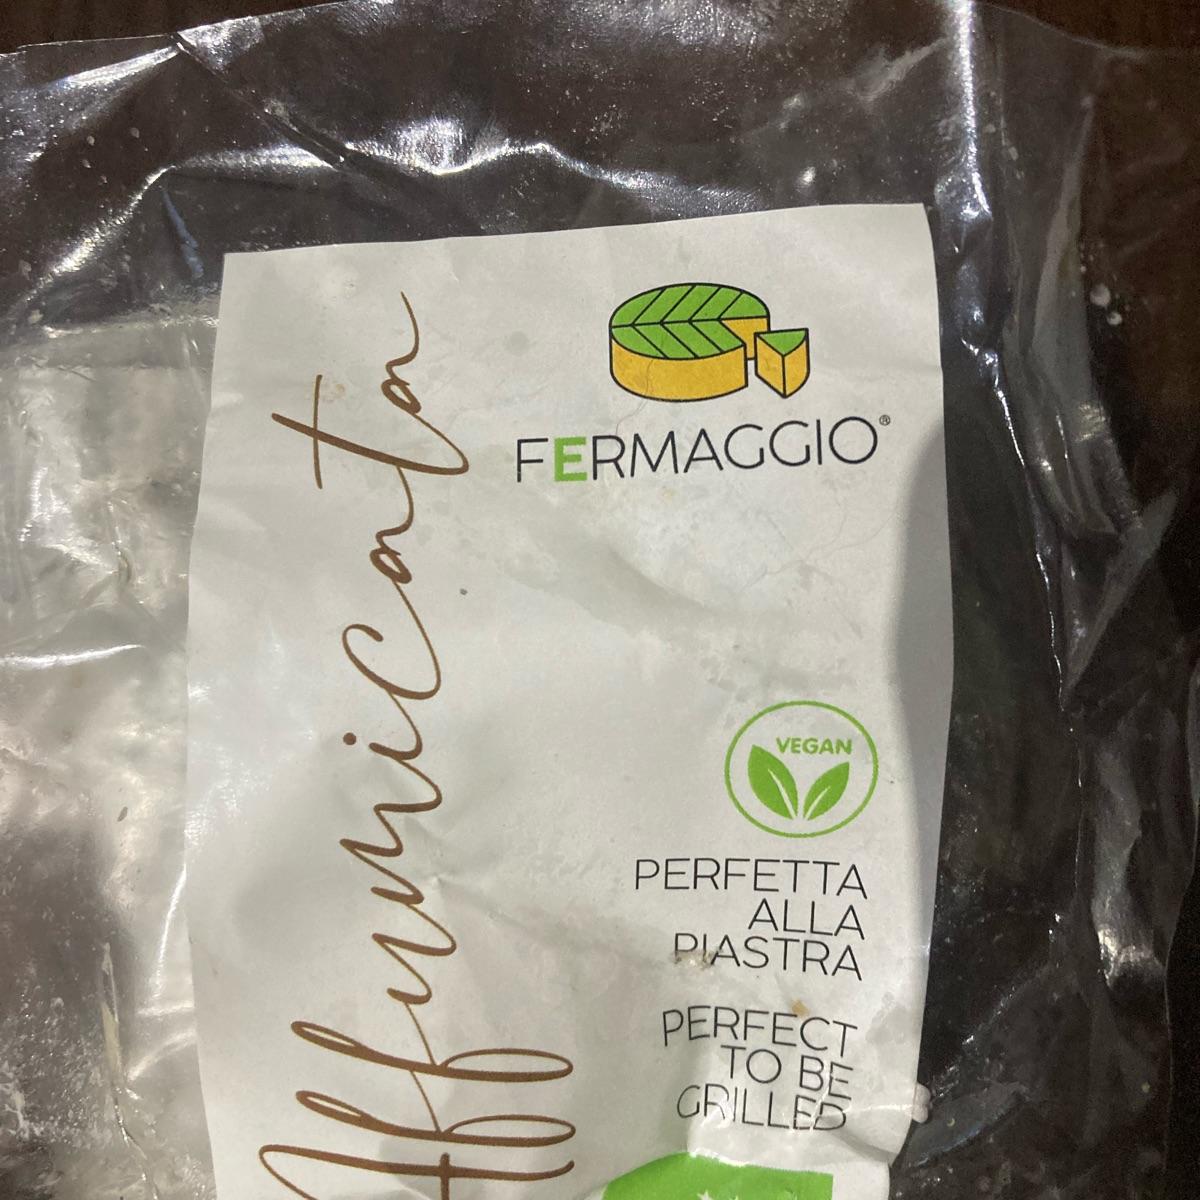 Affumicata
FERMAGGIO®
VEGAN
PERFETTA
ALLA
PIASTRA
PERFECT
TO BE
GRILLED